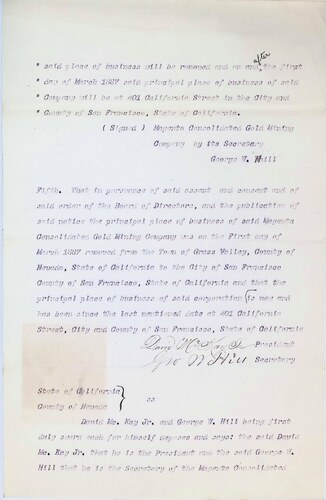 after
" said place of business will be removed and on and the first
" day of March 1887 said principal place of business of said
Company will be at 401 California Street in the City and
" County of San Francisco, State of California.
( Signed ) Magenta Consolidated Gold Mining
Company by its Secretary
George W. Hill
Fifth. That in persuance of said assent and consent and of
said order of the Board of Directors, and the publication of
said notice the principal place of business of said Magenta
Consolidated Gold Mining Company was on the First day of
March 1887 removed from the Town of Grass Valley, County of
Nevada, State of California to the City of San Francisco
County of San Francisco, State of California and that the
principal place of business of said corporation is now and
has been since the last mentioned date at 401 California
Street, City and County of San Francisco, State of California
David McKay Jr President
Geo W Hill Secretary
State of California
County of Nevada } ss
David Mc. Kay Jr. and George W. Hill being first
duly sworn each for himself deposes and says: the said David
Mc. Kay Jr. that he is the President and the said George W.
Hill that he is the Secretary of the Magenta Consolidated